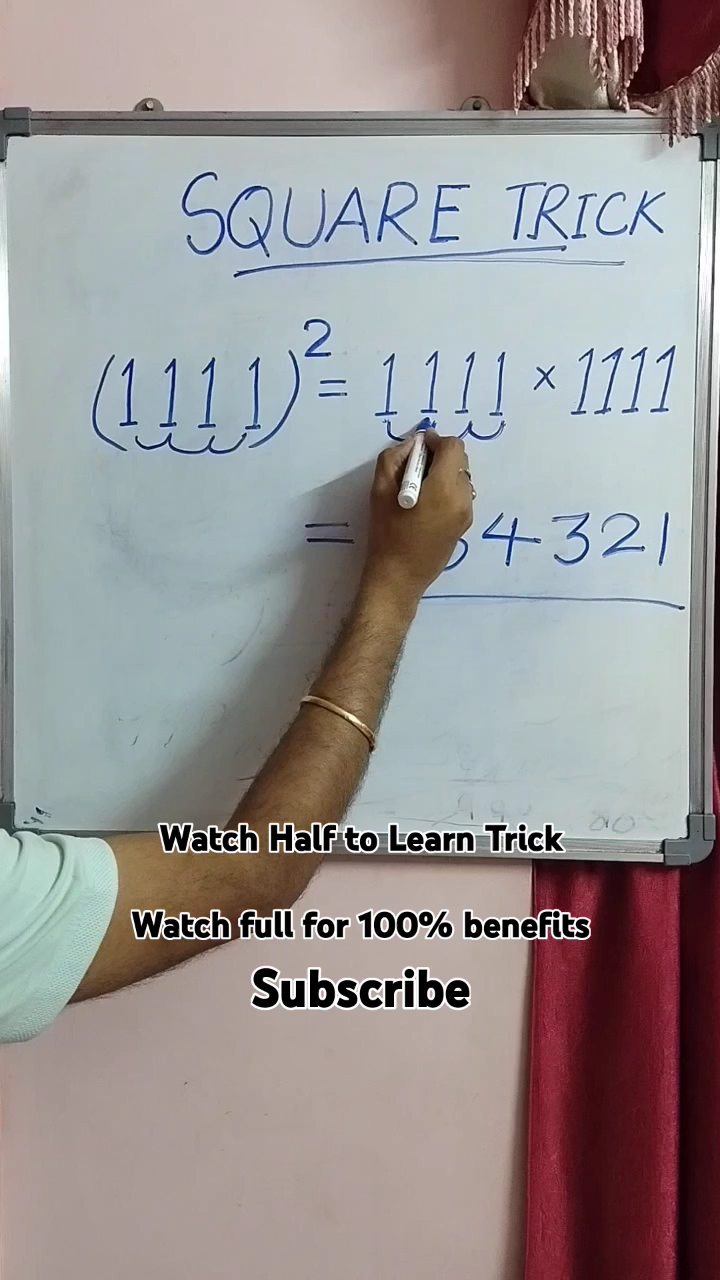 SQUARE TRICK
(1111)² = 1111 × 1111
= 4321
Watch Half to Learn Trick
Watch full for 100% benefits
Subscribe